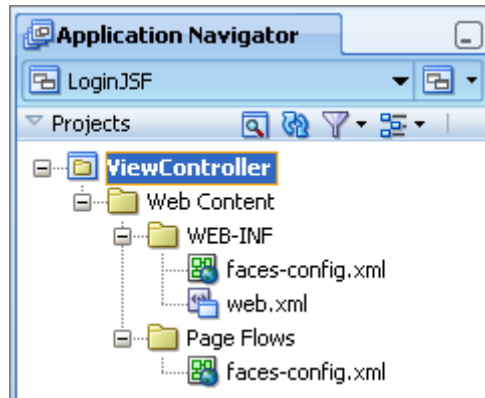 Application Navigator
LoginJSF
Projects
ViewController
Web Content
WEB-INF
faces-config.xml
web.xml
Page Flows
faces-config.xml